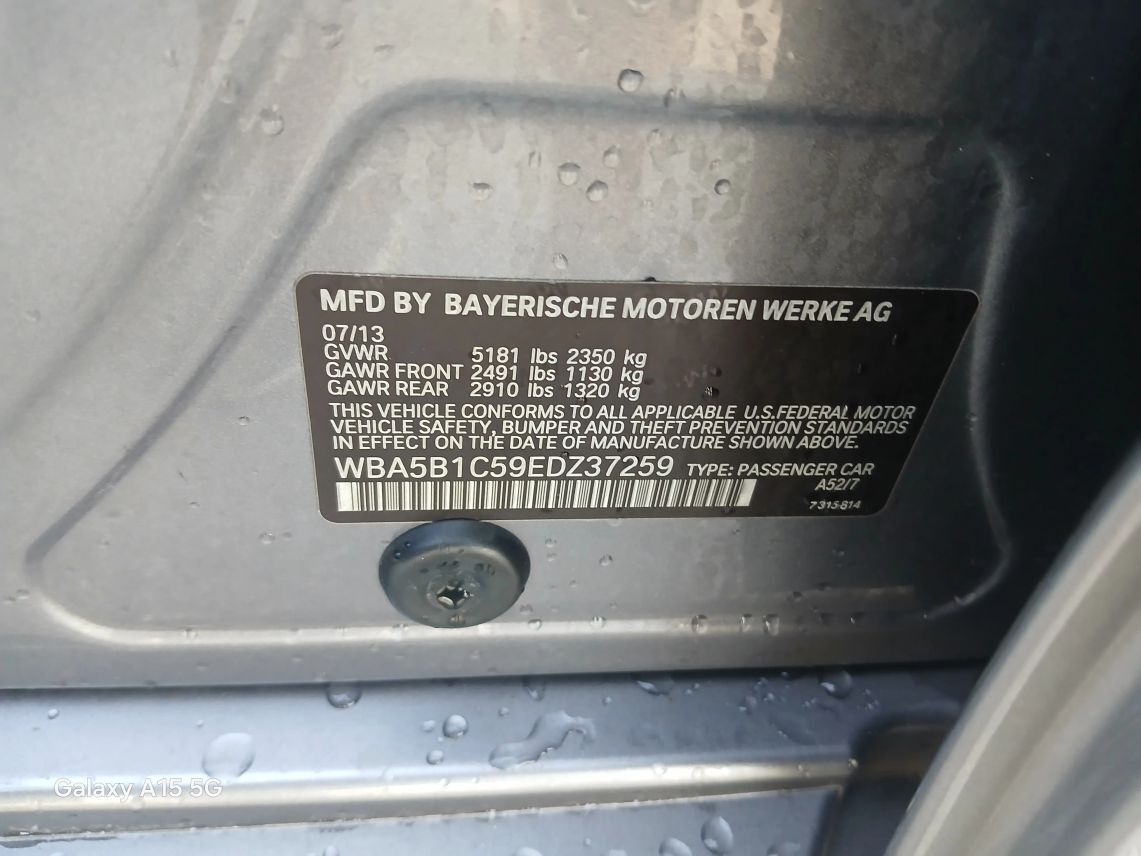 MFD BY BAYERISCHE MOTOREN WERKE AG
07/13
GVWR 5181 lbs 2350 kg
GAWR FRONT 2491 lbs 1130 kg
GAWR REAR 2910 lbs 1320 kg
THIS VEHICLE CONFORMS TO ALL APPLICABLE U.S.FEDERAL MOTOR
VEHICLE SAFETY, BUMPER AND THEFT PREVENTION STANDARDS
IN EFFECT ON THE DATE OF MANUFACTURE SHOWN ABOVE.
WBA5B1C59EDZ37259 TYPE: PASSENGER CAR
A52/7
7315814
Galaxy A15 5G